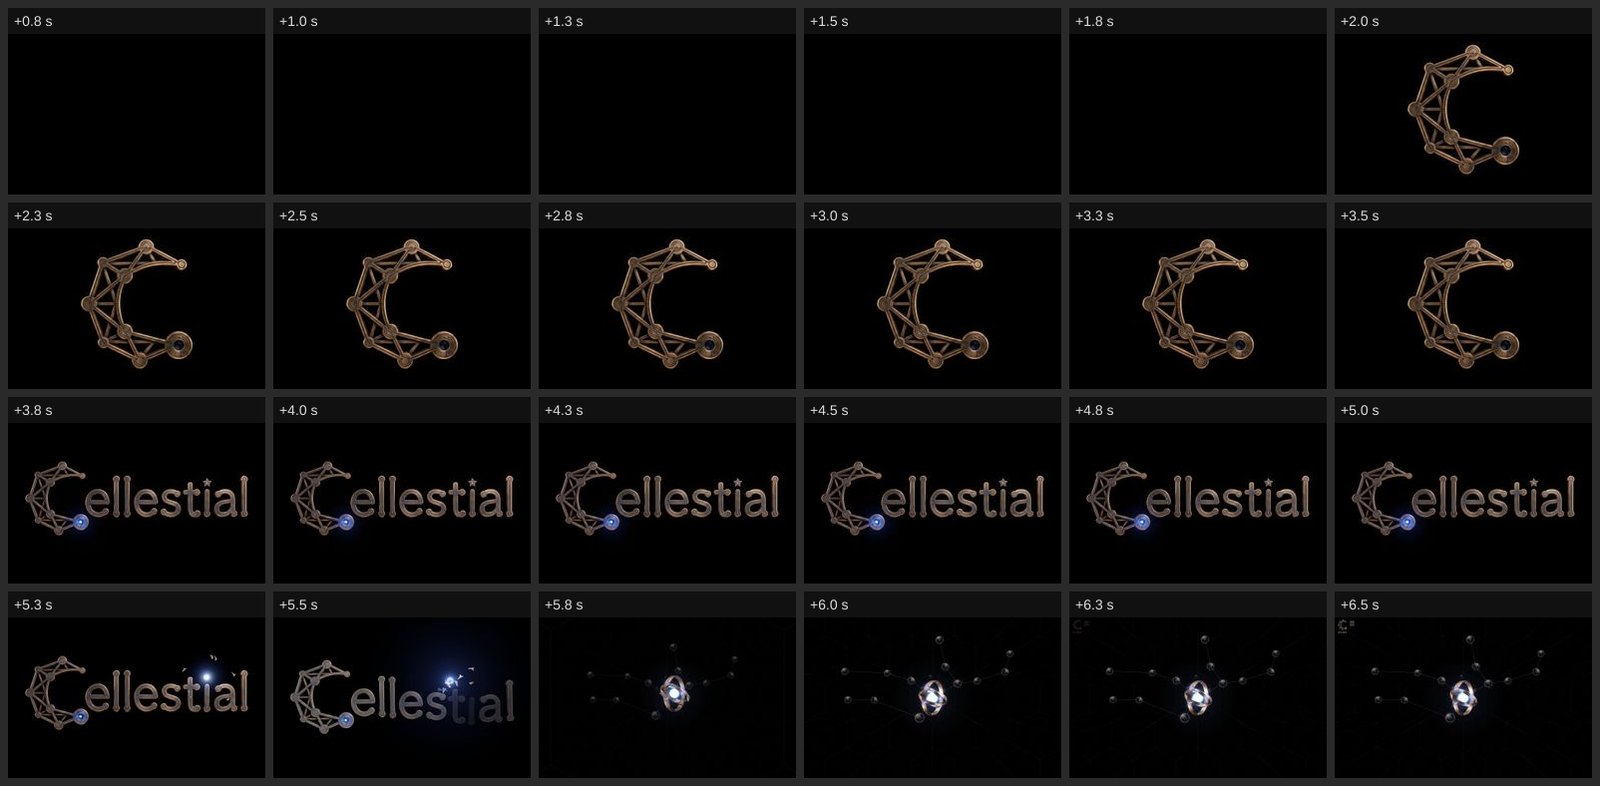 +0.8 s
+1.0 s
+1.3 s
+1.5 s
+1.8 s
+2.0 s
C
+2.3 s
C
+2.5 s
C
+2.8 s
C
+3.0 s
C
+3.3 s
C
+3.5 s
C
+3.8 s
Cellestial
+4.0 s
Cellestial
+4.3 s
Cellestial
+4.5 s
Cellestial
+4.8 s
Cellestial
+5.0 s
Cellestial
+5.3 s
Cellestial
+5.5 s
Cellestial
+5.8 s
+6.0 s
+6.3 s
+6.5 s